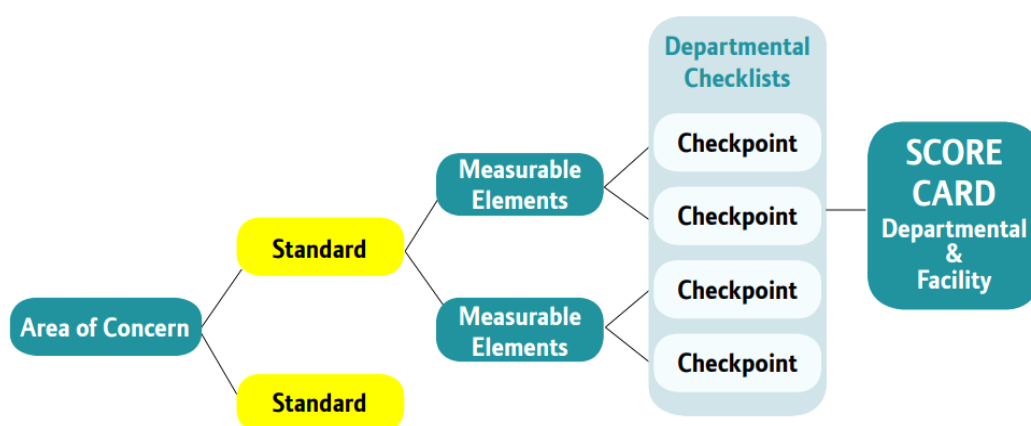 Departmental
Checklists
Checkpoint
Checkpoint
Checkpoint
Checkpoint
Measurable
Elements
Measurable
Elements
Standard
Standard
Area of Concern
SCORE
CARD
Departmental
&
Facility